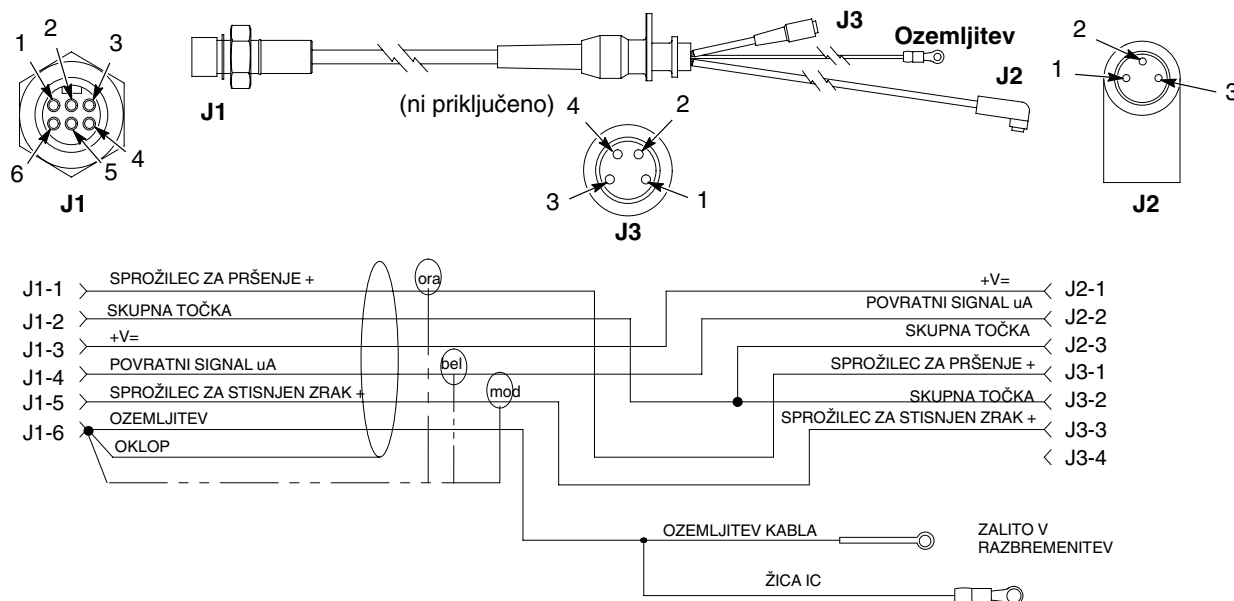 1
2
3
6
5
4
J1
J1
J3
Ozemljitev
J2
(ni priključeno)
4
2
3
1
J3
2
1
3
J2
J1-1
SPROŽILEC ZA PRŠENJE +
J1-2
SKUPNA TOČKA
J1-3
+V=
J1-4
POVRATNI SIGNAL uA
J1-5
SPROŽILEC ZA STISNJEN ZRAK +
J1-6
OZEMLJITEV
OKLOP
ora
bel
mod
+V=
J2-1
POVRATNI SIGNAL uA
J2-2
SKUPNA TOČKA
J2-3
SPROŽILEC ZA PRŠENJE +
J3-1
SKUPNA TOČKA
J3-2
SPROŽILEC ZA STISNJEN ZRAK +
J3-3
J3-4
OZEMLJITEV KABLA
ZALITO V
RAZBREMENITEV
ŽICA IC